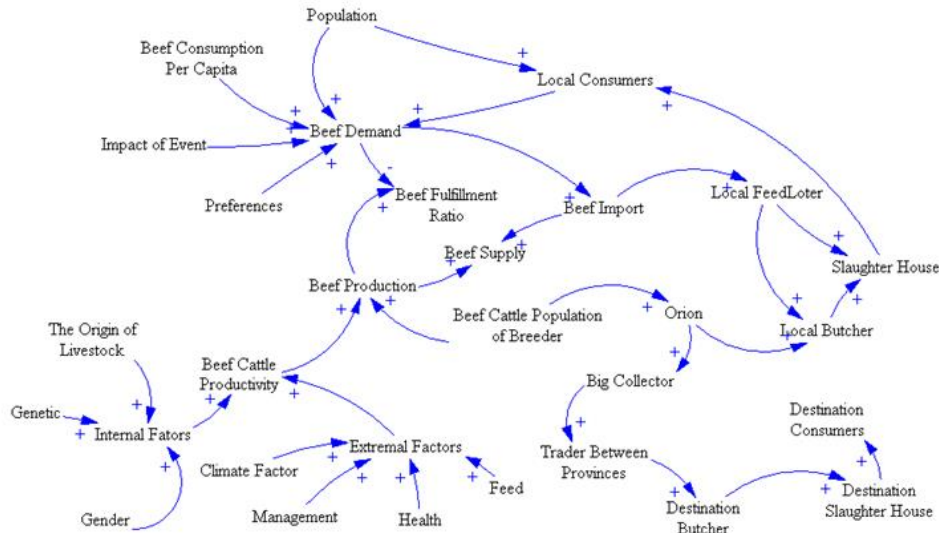 Population
Beef Consumption
Per Capita
+
Local Consumers
+
+
+
+
Impact of Event
Beef Demand
+
-
Preferences
Beef Fulfillment
Ratio
+
+
Beef Import
+
Local FeedLoter
+
Beef Supply
+
+
Slaughter House
Beef Production
+
+
Beef Cattle Population
of Breeder
+
Orion
+
+
Local Butcher
+
The Origin of
Livestock
+
Beef Cattle
Productivity
+
+
+
Big Collector
Genetic
+
+
Internal Fators
+
Destination
Consumers
+
Climate Factor
+
Extremal Factors
Trader Between
Provinces
+
+
+
+
Feed
+
Destination
Butcher
+
Destination
Slaughter House
Gender
Management
Health